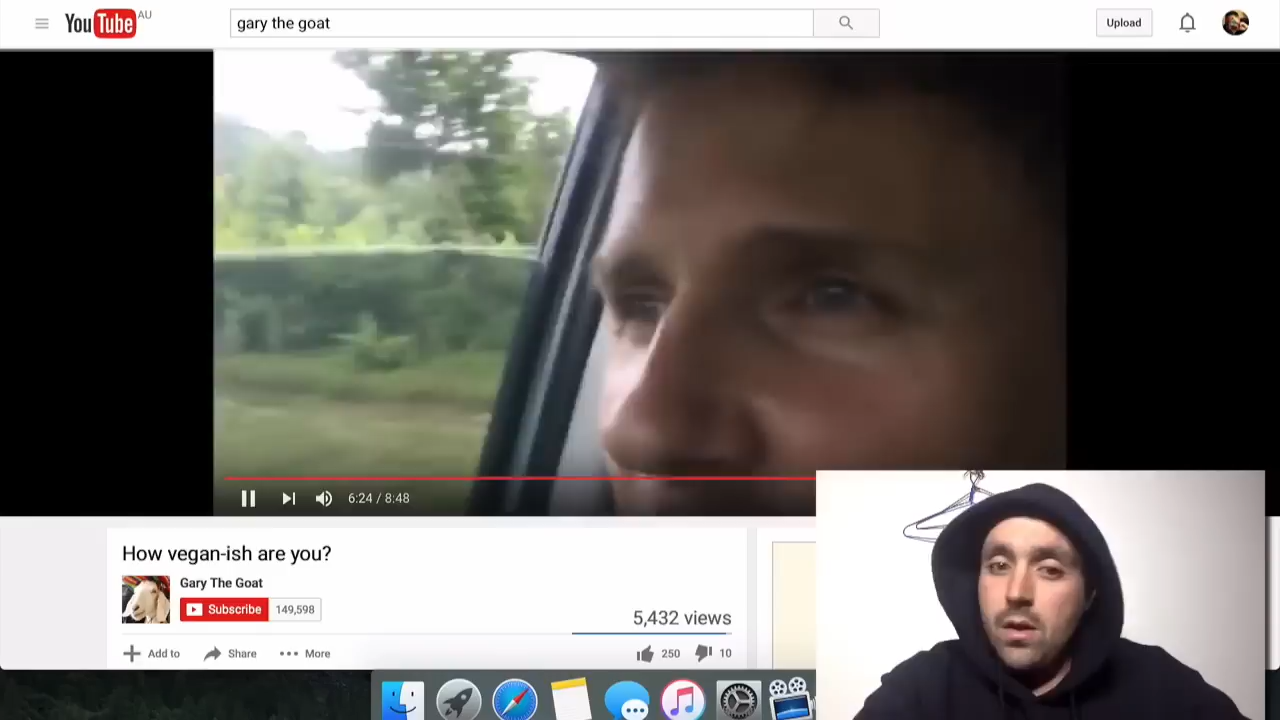 YouTube AU
gary the goat
Upload
6:24 / 8:48
How vegan-ish are you?
Gary The Goat
Subscribe 149,598
5,432 views
Add to Share More
250 10